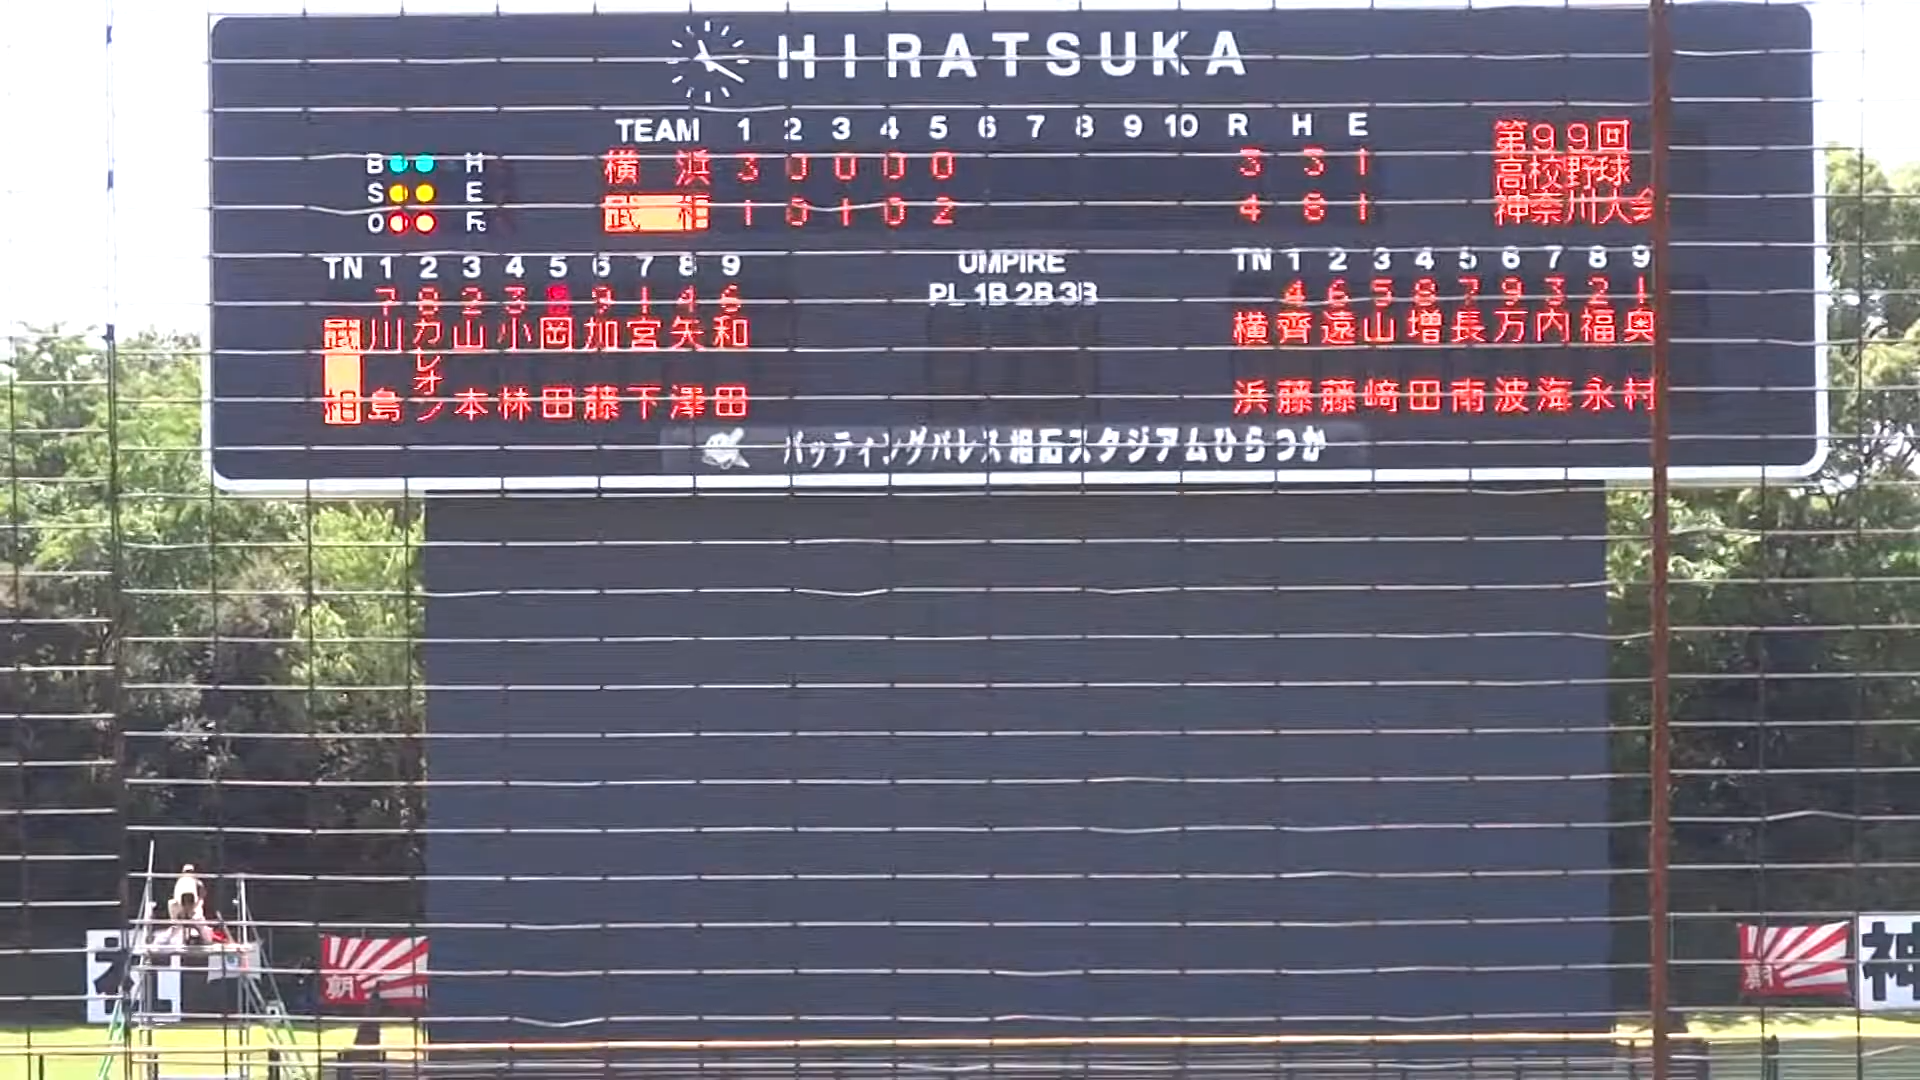 HIRATSUKA
TEAM 1 2 3 4 5 6 7 8 9 10 R H E
横浜 3 0 0 0 0 3 3 1
武相 1 0 1 0 2 4 6 1
B H
S E
O Fc
第99回
高校野球
神奈川大会
TN 1 2 3 4 5 6 7 8 9
7 8 2 3 9 1 4 6
武相 川島 カレオン 山本 小林 岡田 加藤 宮下 矢澤 和田
UMPIRE
PL 1B 2B 3B
TN 1 2 3 4 5 6 7 8 9
4 6 5 8 7 9 3 2 1
横浜 齊藤 遠藤 山﨑 増田 長南 万波 内海 福永 奥村
バッティングパレス相石スタジアムひらつか
朝
朝
神